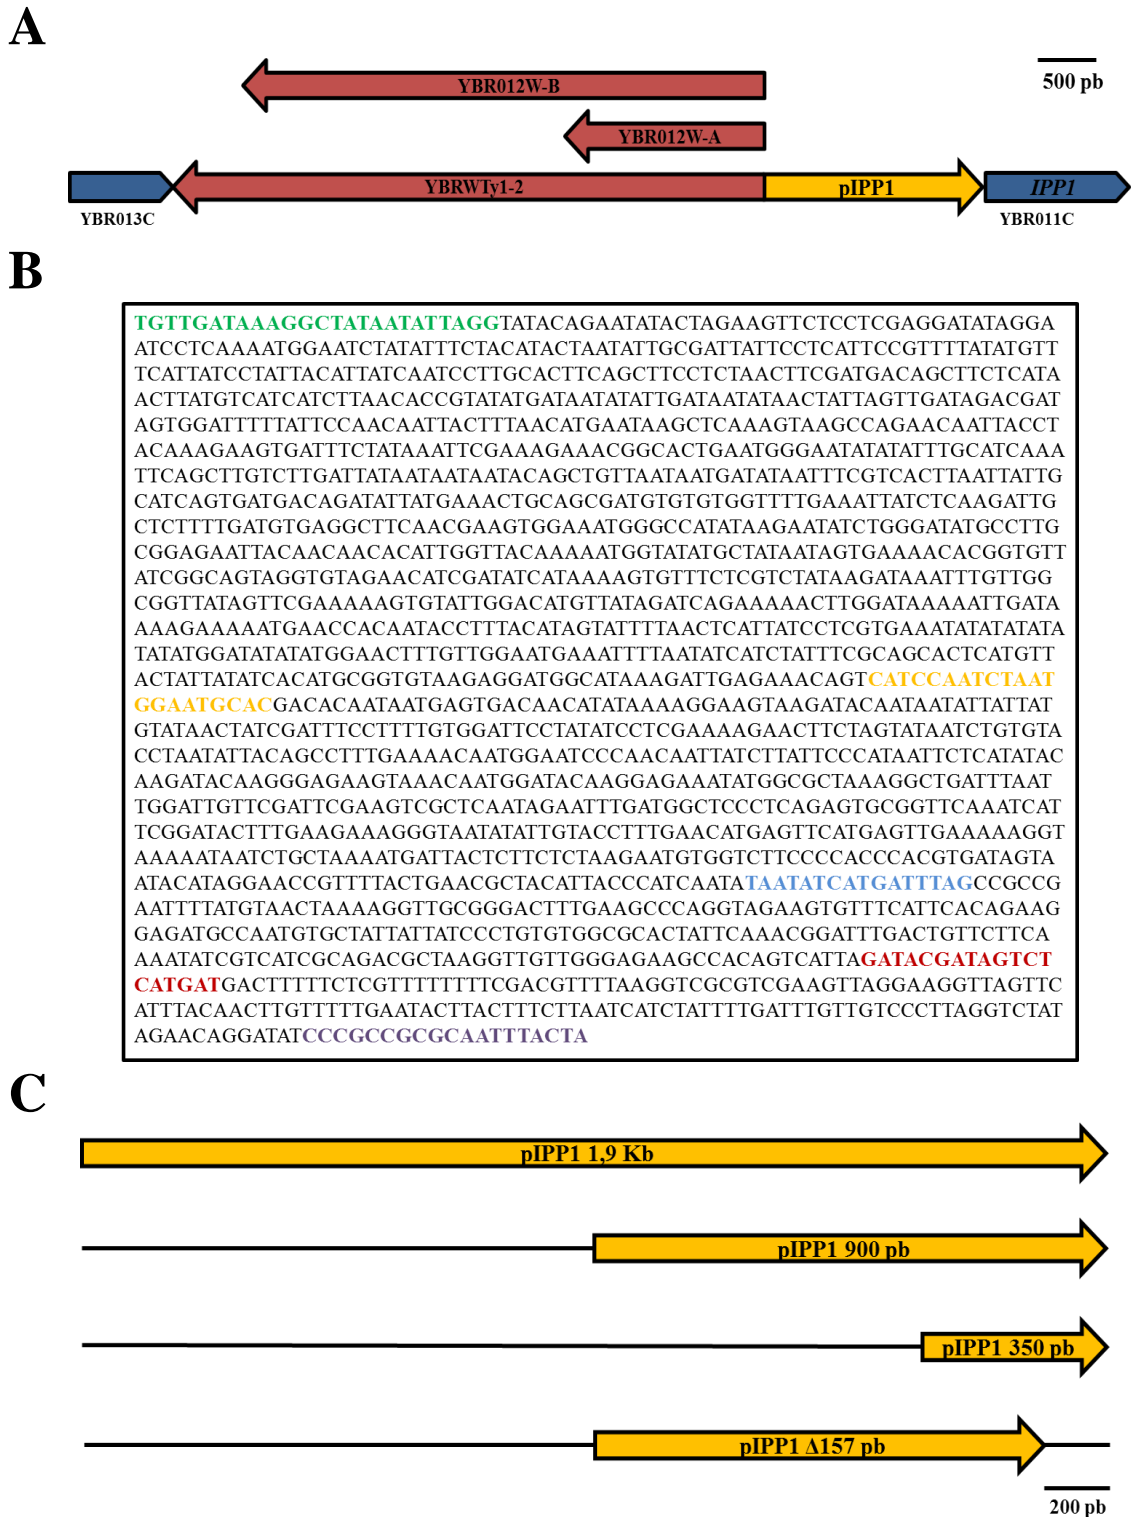 A
500 pb
YBR012W-B
YBR012W-A
YBRWTy1-2
pIPP1
IPP1
YBR013C
YBR011C
B
TGTTGATAAAGGCTATAATATTAGGTATACAGAATATACTAGAAGTTCTCCTCGAGGATATAGGA
ATCCTCAAAATGGAATCTATATTTCTACATACTAATATTGCGATTATTCCTCATTCCGTTTTATATGTT
TCATTATCCTATTACATTATCAATCCTTGCACTTCAGCTTCCTCTAACTTCGATGACAGCTTCTCATA
ACTTATGTCATCATCTTAACACCGTATATGATAATATATTGATAATATAACTATTAGTTGATAGACGAT
AGTGGATTTTTATTCCAACAATTACTTTAACATGAATAAGCTCAAAGTAAGCCAGAACAATTACCT
ACAAAGAAGTGATTTCTATAAATTCGAAAGAAACGGCACTGAATGGGAATATATATTTGCATCAAA
TTCAGCTTGTCTTGATTATAATAATAATACAGCTGTTAATAATGATATAATTTCGTCACTTAATTATTG
CATCAGTGATGACAGATATTATGAAACTGCAGCGATGTGTGTGGTTTTGAAATTATCTCAAGATTG
CTCTTTTGATGTGAGGCTTCAACGAAGTGGAAATGGGCCATATAAGAATATCTGGGATATGCCTTG
CGGAGAATTACAACAACACATTGGTTACAAAAATGGTATATGCTATAATAGTGAAAACACGGTGTT
ATCGGCAGTAGGTGTAGAACATCGATATCATAAAAGTGTTTCTCGTCTATAAGATAAATTTGTTGG
CGGTTATAGTTCGAAAAAGTGTATTGGACATGTTATAGATCAGAAAAACTTGGATAAAAATTGATA
AAAGAAAAATGAACCACAATACCTTTACATAGTATTTTAACTCATTATCCTCGTGAAATATATATATA
TATATGGATATATATGGAACTTTGTTGGAATGAAATTTTAATATCATCTATTTCGCAGCACTCATGTT
ACTATTATATCACATGCGGTGTAAGAGGATGGCATAAAGATTGAGAAACAGTCATCCAATCTAAT
GGAATGCACGACACAATAATGAGTGACAACATATAAAAGGAAGTAAGATACAATAATATTATTAT
GTATAACTATCGATTTCCTTTTGTGGATTCCTATATCCTCGAAAAGAACTTCTAGTATAATCTGTGTA
CCTAATATTACAGCCTTTGAAAACAATGGAATCCCAACAATTATCTTATTCCCATAATTCTCATATAC
AAGATACAAGGGAGAAGTAAACAATGGATACAAGGAGAAATATGGCGCTAAAGGCTGATTTAAT
TGGATTGTTCGATTCGAAGTCGCTCAATAGAATTTGATGGCTCCCTCAGAGTGCGGTTCAAATCAT
TCGGATACTTTGAAGAAAGGGTAATATATTGTACCTTTGAACATGAGTTCATGAGTTGAAAAAGGT
AAAAATAATCTGCTAAAATGATTACTCTTCTCTAAGAATGTGGTCTTCCCCACCCACGTGATAGTA
ATACATAGGAACCGTTTTACTGAACGCTACATTACCCATCAATATAATATCATGATTTAGCCGCCG
AATTTTATGTAACTAAAAGGTTGCGGGACTTTGAAGCCCAGGTAGAAGTGTTTCATTCACAGAAG
GAGATGCCAATGTGCTATTATTATCCCTGTGTGGCGCACTATTCAAACGGATTTGACTGTTCTTCA
AAATATCGTCATCGCAGACGCTAAGGTTGTTGGGAGAAGCCACAGTCATTAGATACGATAGTCT
CATGATGACTTTTTCTCGTTTTTTTTTCGACGTTTTAAGGTCGCGTCGAAGTTAGGAAGGTTAGTTC
ATTTACAACTTGTTTTTGAATACTTACTTTCTTAATCATCTATTTTGATTTGTTGTCCCTTAGGTCTAT
AGAACAGGATATCCCGCCGCGCAATTTACTA
C
pIPP1 1,9 Kb
pIPP1 900 pb
pIPP1 350 pb
pIPP1 Δ157 pb
200 pb